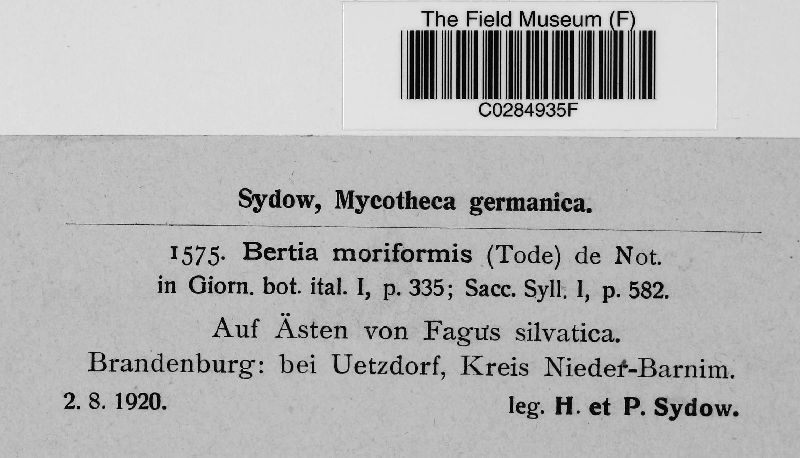 The Field Museum (F)
C0284935F
Sydow, Mycotheca germanica.
1575. Bertia moriformis (Tode) de Not.
in Giorn. bot. ital. I, p. 335; Sacc. Syll. I, p. 582.
Auf Ästen von Fagus silvatica.
Brandenburg: bei Uetzdorf, Kreis Nieder-Barnim.
2. 8. 1920. leg. H. et P. Sydow.